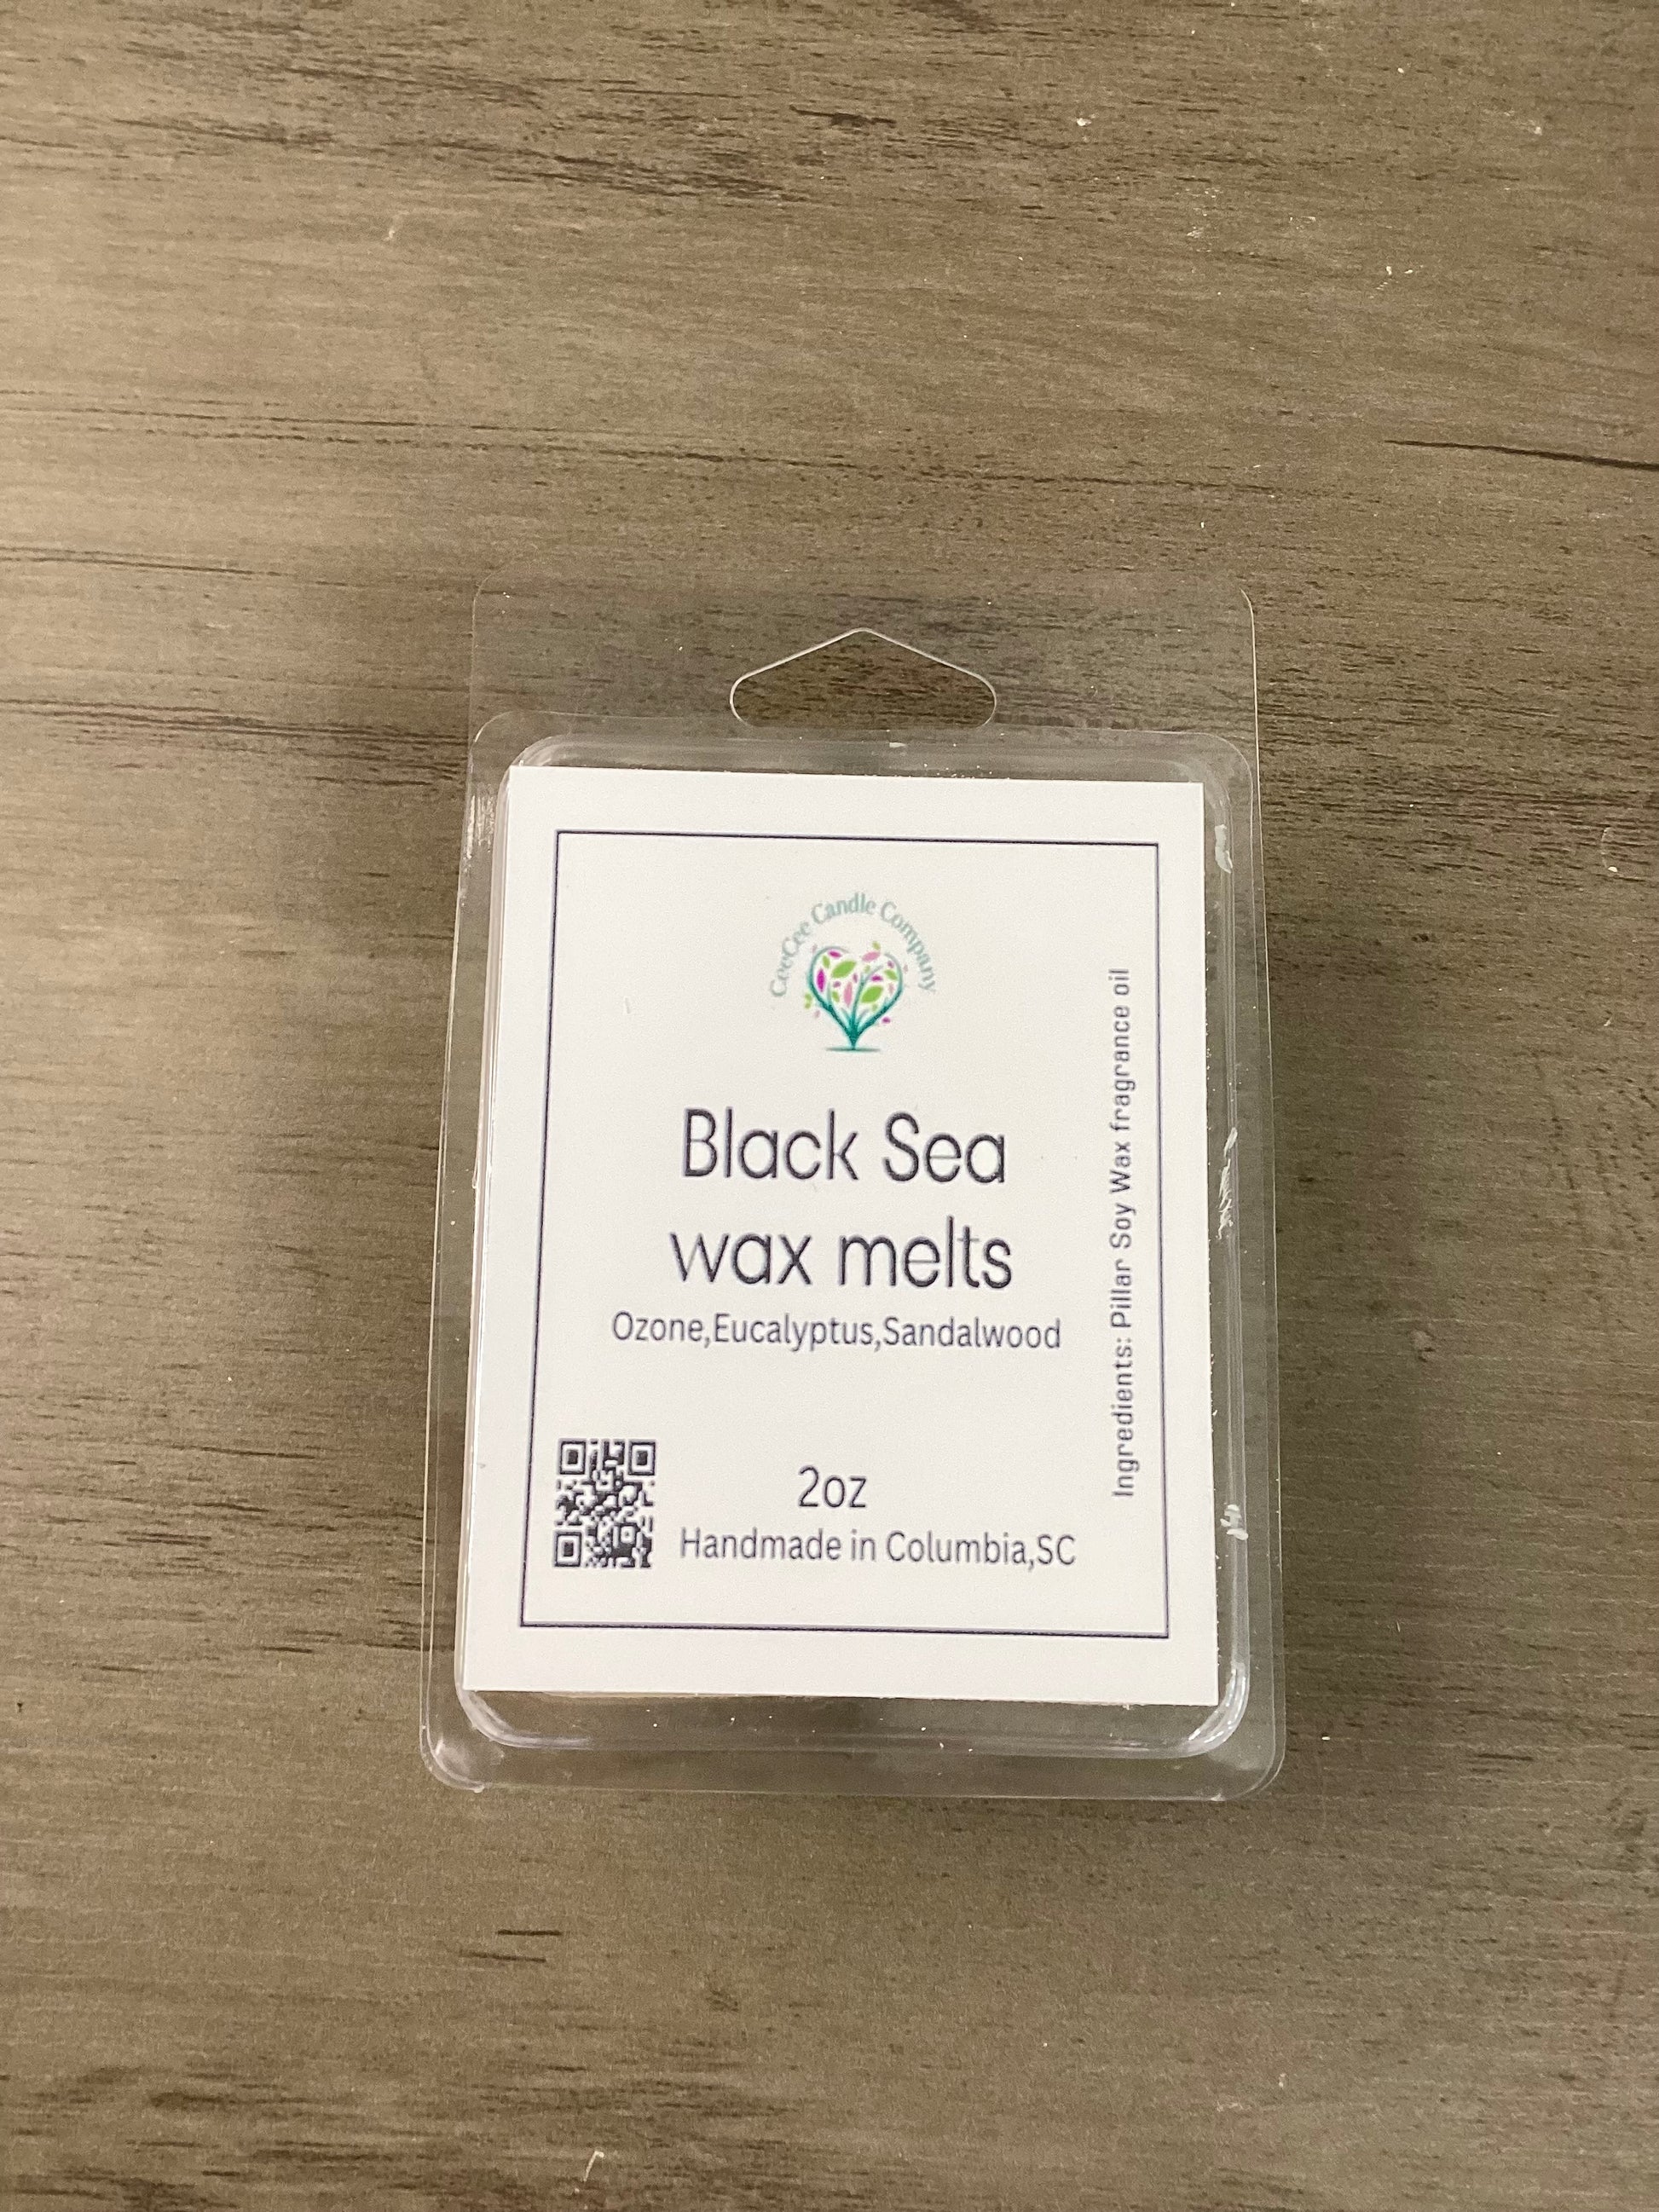 CeeCee Candle Company
Black Sea
wax melts
Ozone,Eucalyptus,Sandalwood
2oz
Handmade in Columbia,SC
Ingredients: Pillar Soy Wax fragrance oil